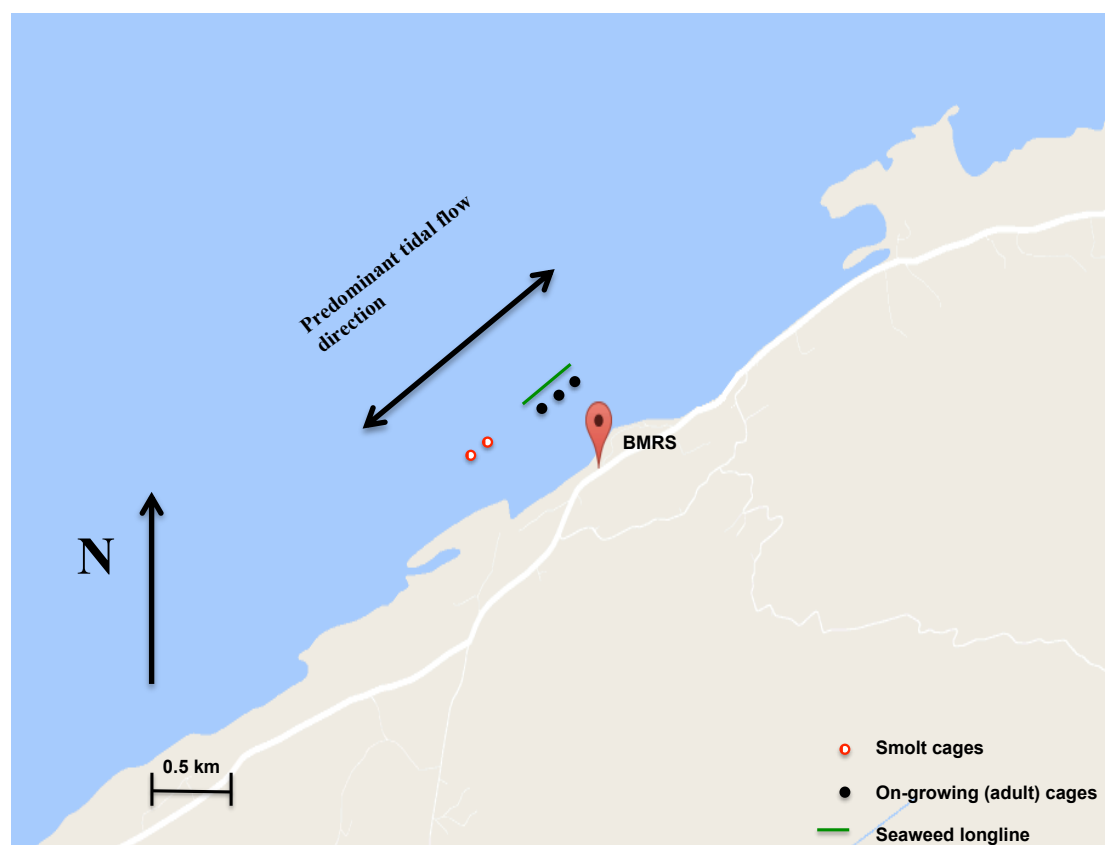 Predominant tidal flow
direction
BMRS
N
0.5 km
Smolt cages
On-growing (adult) cages
Seaweed longline